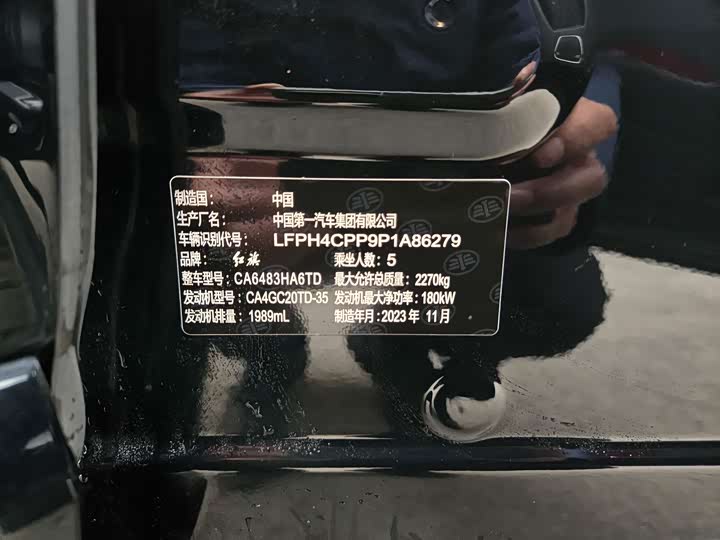 制造国： 中国
生产厂名： 中国第一汽车集团有限公司
车辆识别代号： LFPH4CPP9P1A86279
品牌： 红旗 乘坐人数：5
整车型号：CA6483HA6TD 最大允许总质量：2270kg
发动机型号：CA4GC20TD-35 发动机最大净功率：180kW
发动机排量：1989mL 制造年月：2023年 11月